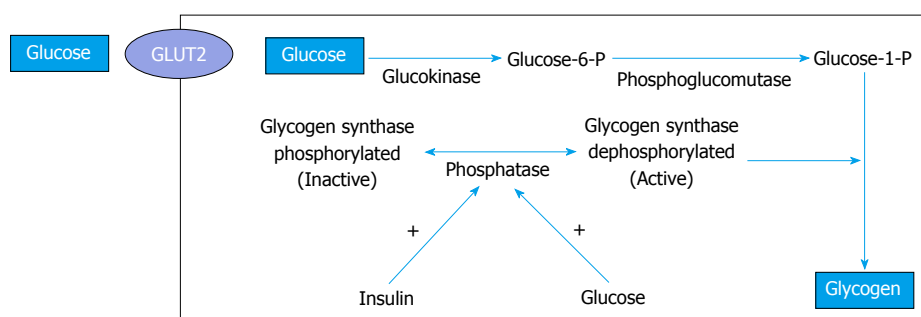 Glucose
GLUT2
Glucose
Glucokinase
Glucose-6-P
Phosphoglucomutase
Glucose-1-P
Glycogen synthase
phosphorylated
(Inactive)
Phosphatase
Glycogen synthase
dephosphorylated
(Active)
+
+
Insulin
Glucose
Glycogen